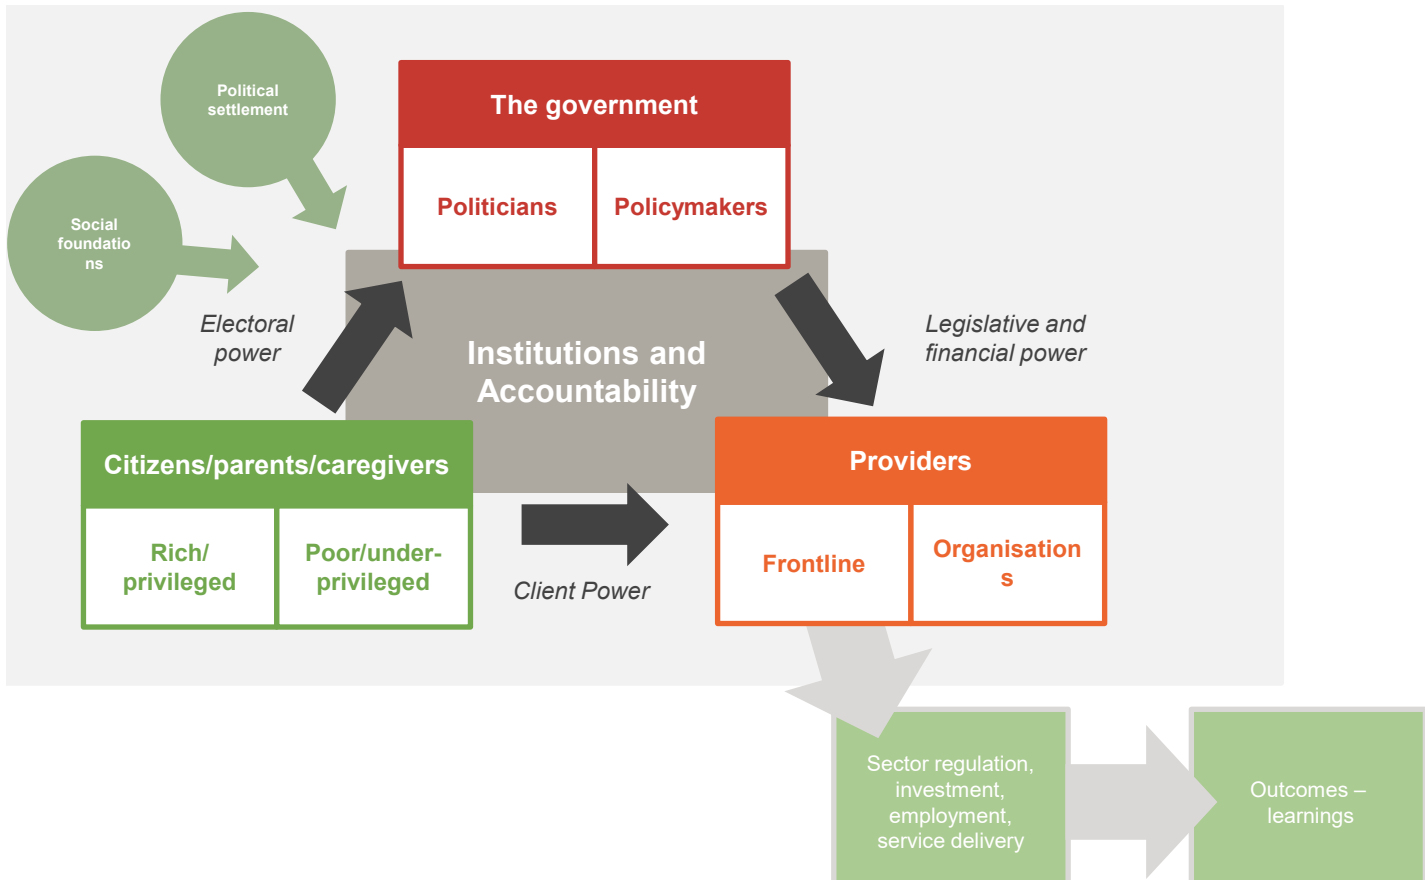 Political
settlement
Social
foundatio
ns
The government
Politicians
Policymakers
Electoral
power
Institutions and
Accountability
Legislative and
financial power
Citizens/parents/caregivers
Rich/
privileged
Poor/under-
privileged
Client Power
Providers
Frontline
Organisation
s
Sector regulation,
investment,
employment,
service delivery
Outcomes –
learnings